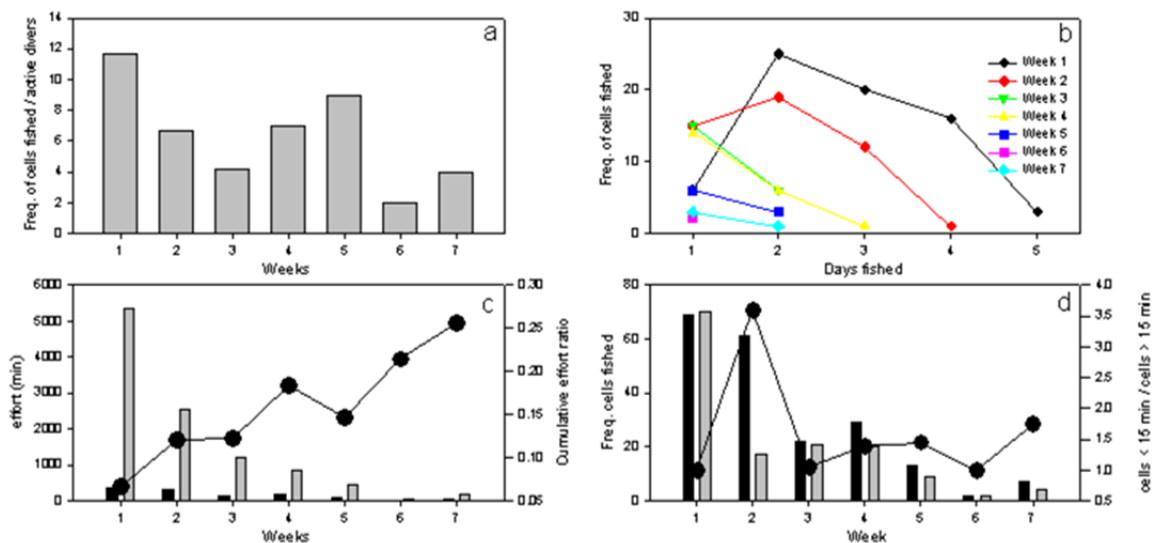 a
Freq. of cells fished / active divers
14
12
10
8
6
4
2
0
1 2 3 4 5 6 7
Weeks
b
Freq. of cells fished
30
20
10
0
Week 1
Week 2
Week 3
Week 4
Week 5
Week 6
Week 7
1 2 3 4 5
Days fished
c
effort (min)
6000
5000
4000
3000
2000
1000
0
0.30
0.25
0.20
0.15
0.10
0.05
Cumulative effort ratio
1 2 3 4 5 6 7
Weeks
d
Freq. cells fished
80
60
40
20
0
4.0
3.5
3.0
2.5
2.0
1.5
1.0
0.5
cells < 15 min / cells > 15 min
1 2 3 4 5 6 7
Week